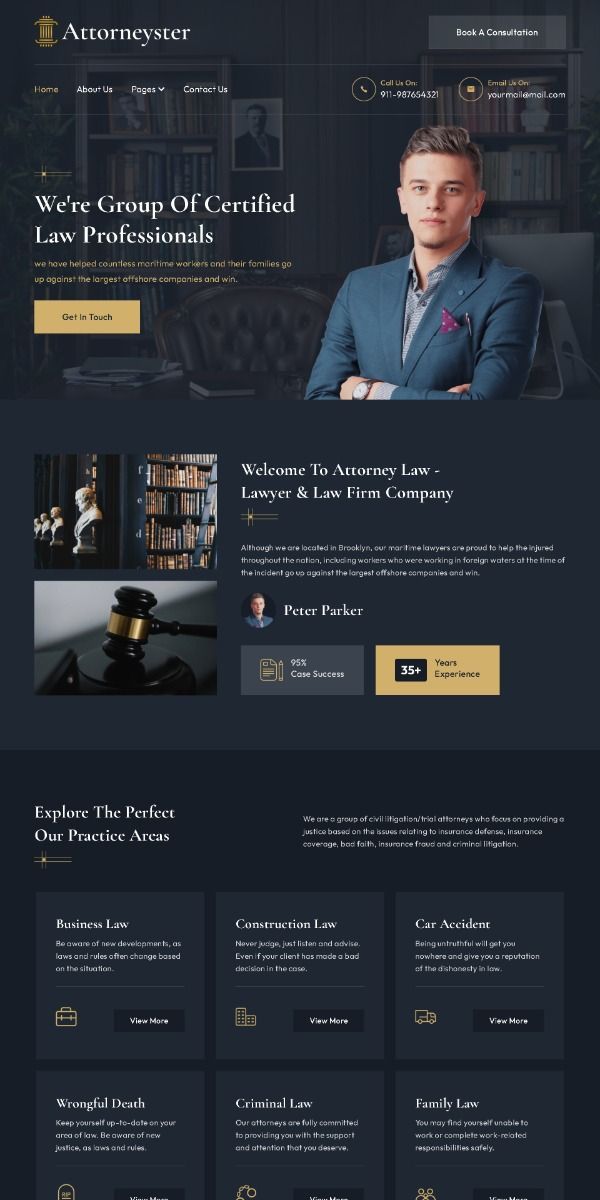 Attorneyster
Book A Consultation
Home
About Us
Pages
Contact Us
Call Us On:
911-987654321
Email Us On:
yourmail@mail.com
We're Group Of Certified
Law Professionals
we have helped countless maritime workers and their families go
up against the largest offshore companies and win.
Get In Touch
Welcome To Attorney Law -
Lawyer & Law Firm Company
Although we are located in Brooklyn, our maritime lawyers are proud to help the injured
throughout the nation, including workers who were working in foreign waters at the time of
the incident go up against the largest offshore companies and win.
Peter Parker
95%
Case Success
35+
Years
Experience
Explore The Perfect
Our Practice Areas
We are a group of civil litigation/trial attorneys who focus on providing a
justice based on the issues relating to insurance defense, insurance
coverage, bad faith, insurance fraud and criminal litigation.
Business Law
Be aware of new developments, as
laws and rules often change based
on the situation.
View More
Construction Law
Never judge, just listen and advise.
Even if your client has made a bad
decision in the case.
View More
Car Accident
Being untruthful will get you
nowhere and give you a reputation
of the dishonesty in law.
View More
Wrongful Death
Keep yourself up-to-date on your
area of law. Be aware of new
justice, as laws and rules.
RIP
View More
Criminal Law
Our attorneys are fully committed
to providing you with the support
and attention that you deserve.
View More
Family Law
You may find yourself unable to
work or complete work-related
responsibilities safely.
View More